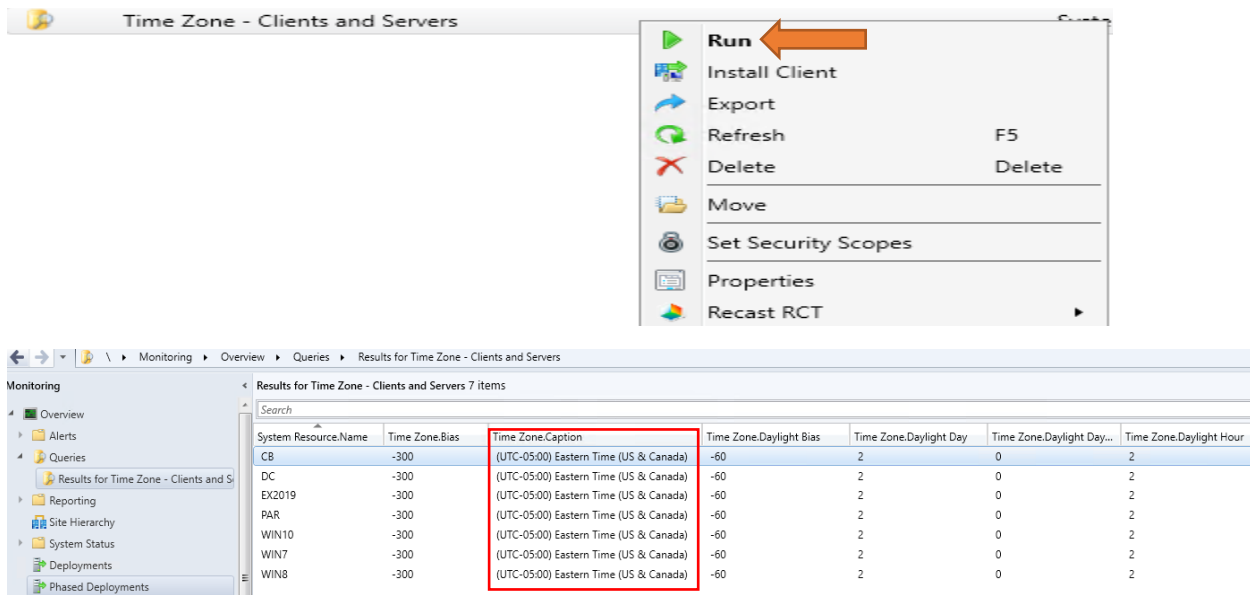 Time Zone - Clients and Servers
Run
Install Client
Export
Refresh F5
Delete Delete
Move
Set Security Scopes
Properties
Recast RCT
\ Monitoring Overview Queries Results for Time Zone - Clients and Servers
Monitoring
Overview
Alerts
Queries
Results for Time Zone - Clients and Se
Reporting
Site Hierarchy
System Status
Deployments
Phased Deployments
Results for Time Zone - Clients and Servers 7 items
Search
System Resource.Name Time Zone.Bias Time Zone.Caption Time Zone.Daylight Bias Time Zone.Daylight Day Time Zone.Daylight Day... Time Zone.Daylight Hour
CB -300 (UTC-05:00) Eastern Time (US & Canada) -60 2 0 2
DC -300 (UTC-05:00) Eastern Time (US & Canada) -60 2 0 2
EX2019 -300 (UTC-05:00) Eastern Time (US & Canada) -60 2 0 2
PAR -300 (UTC-05:00) Eastern Time (US & Canada) -60 2 0 2
WIN10 -300 (UTC-05:00) Eastern Time (US & Canada) -60 2 0 2
WIN7 -300 (UTC-05:00) Eastern Time (US & Canada) -60 2 0 2
WIN8 -300 (UTC-05:00) Eastern Time (US & Canada) -60 2 0 2